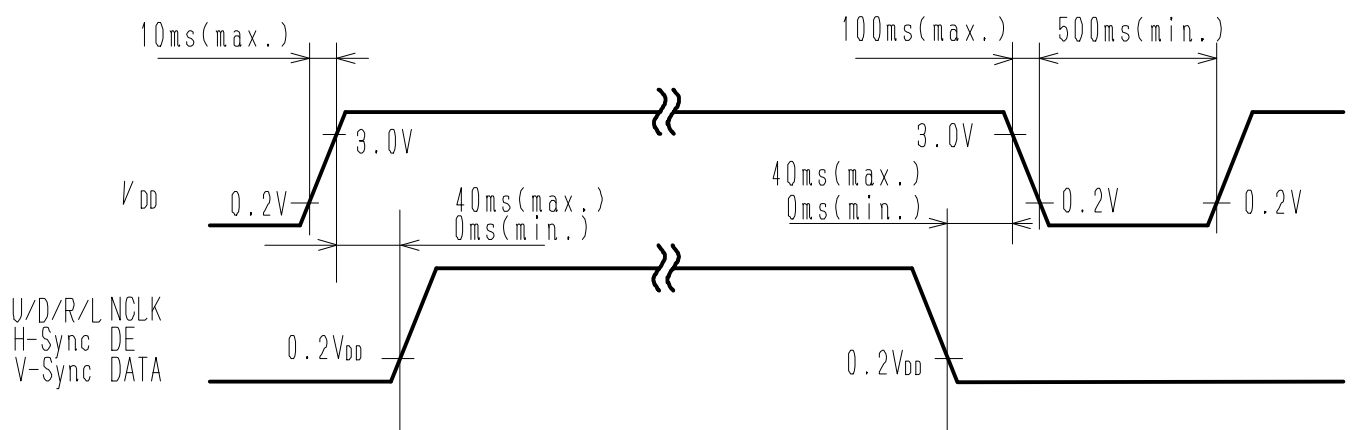 10ms(max.)
100ms(max.)
500ms(min.)
3.0V
3.0V
VDD
0.2V
0.2V
0.2V
40ms(max.)
0ms(min.)
40ms(max.)
0ms(min.)
U/D/R/L NCLK
H-Sync DE
V-Sync DATA
0.2VDD
0.2VDD